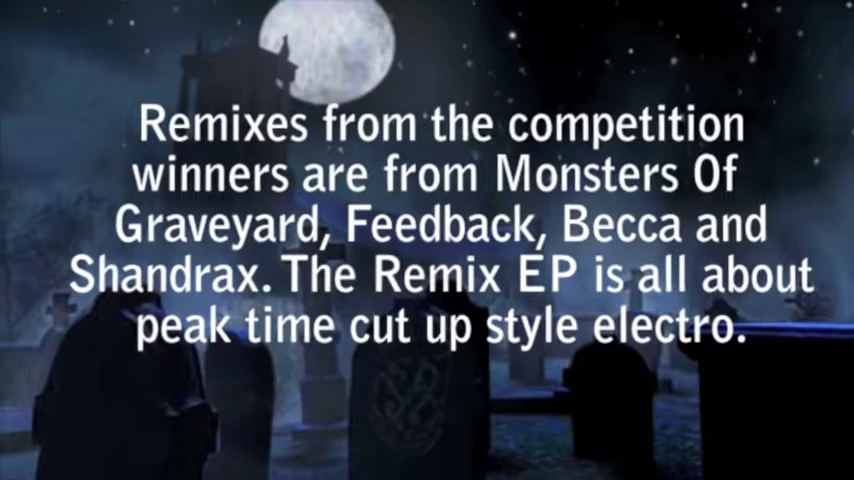 Remixes from the competition
winners are from Monsters Of
Graveyard, Feedback, Becca and
Shandrax. The Remix EP is all about
peak time cut up style electro.